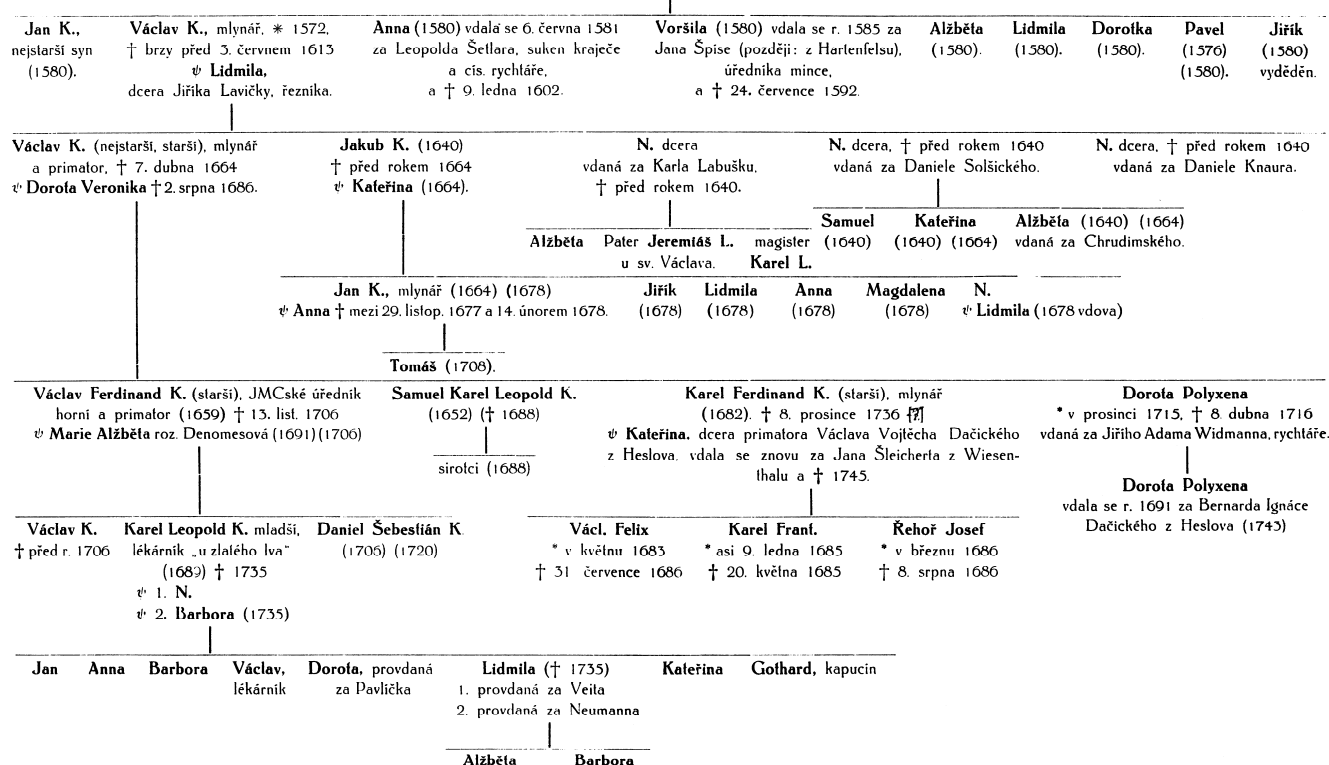 Jan K.,
nejstarší syn
(1580).
Václav K., mlynář, * 1572,
† brzy před 3. červnem 1613
ψ Lidmila,
dcera Jiříka Lavičky, řezníka.
Anna (1580) vdala se 6. června 1581
za Leopolda Šetlara, suken kraječe
a cís. rychtáře,
a † 9. ledna 1602.
Voršila (1580) vdala se r. 1585 za
Jana Špise (později: z Hartenfelsu),
úředníka mince,
a † 24. července 1592.
Alžběta
(1580).
Lidmila
(1580).
Dorotka
(1580).
Pavel
(1576)
(1580).
Jiřík
(1580)
vyděděn.
Václav K. (nejstarší, starší), mlynář
a primator, † 7. dubna 1664
ψ Dorota Veronika † 2. srpna 1686.
Jakub K. (1640)
† před rokem 1664
ψ Kateřina (1664).
N. dcera
vdaná za Karla Labušku,
† před rokem 1640.
N. dcera, † před rokem 1640
vdaná za Daniele Solšického.
N. dcera, † před rokem 1640
vdaná za Daniele Knaura.
Samuel
(1640)
Kateřina
(1640) (1664)
Alžběta (1640) (1664)
vdaná za Chrudimského.
Alžběta
Pater Jeremiáš L.
u sv. Václava.
magister
Karel L.
Jan K., mlynář (1664) (1678)
ψ Anna † mezi 29. listop. 1677 a 14. únorem 1678.
Jiřík
(1678)
Lidmila
(1678)
Anna
(1678)
Magdalena
(1678)
N.
ψ Lidmila (1678 vdova)
Tomáš (1708).
Václav Ferdinand K. (starší), JMCské úředník
horní a primator (1659) † 13. list. 1706
ψ Marie Alžběta roz. Denomesová (1691) (1706)
Samuel Karel Leopold K.
(1652) († 1688)
sirotci (1688)
Karel Ferdinand K. (starší), mlynář
(1682). † 8. prosince 1736 [?]
ψ Kateřina, dcera primatora Václava Vojtěcha Dačického
z Heslova. vdala se znovu za Jana Šleicherta z Wiesen-
thalu a † 1745.
Dorota Polyxena
* v prosinci 1715, † 8. dubna 1716
vdaná za Jiřího Adama Widmanna, rychtáře.
Dorota Polyxena
vdala se r. 1691 za Bernarda Ignáce
Dačického z Heslova (1743)
Václav K.
† před r. 1706
Karel Leopold K. mladší,
lékárník „u zlatého lva“
(1689) † 1735
ψ 1. N.
ψ 2. Barbora (1735)
Daniel Šebestián K.
(1706) (1720)
Václ. Felix
* v květnu 1683
† 31 července 1686
Karel Frant.
* asi 9. ledna 1685
† 20. května 1685
Řehoř Josef
* v březnu 1686
† 8. srpna 1686
Jan
Anna
Barbora
Václav,
lékárník
Dorota, provdaná
za Pavlíčka
Lidmila († 1735)
1. provdaná za Veita
2. provdaná za Neumanna
Kateřina
Gothard, kapucin
Alžběta
Barbora